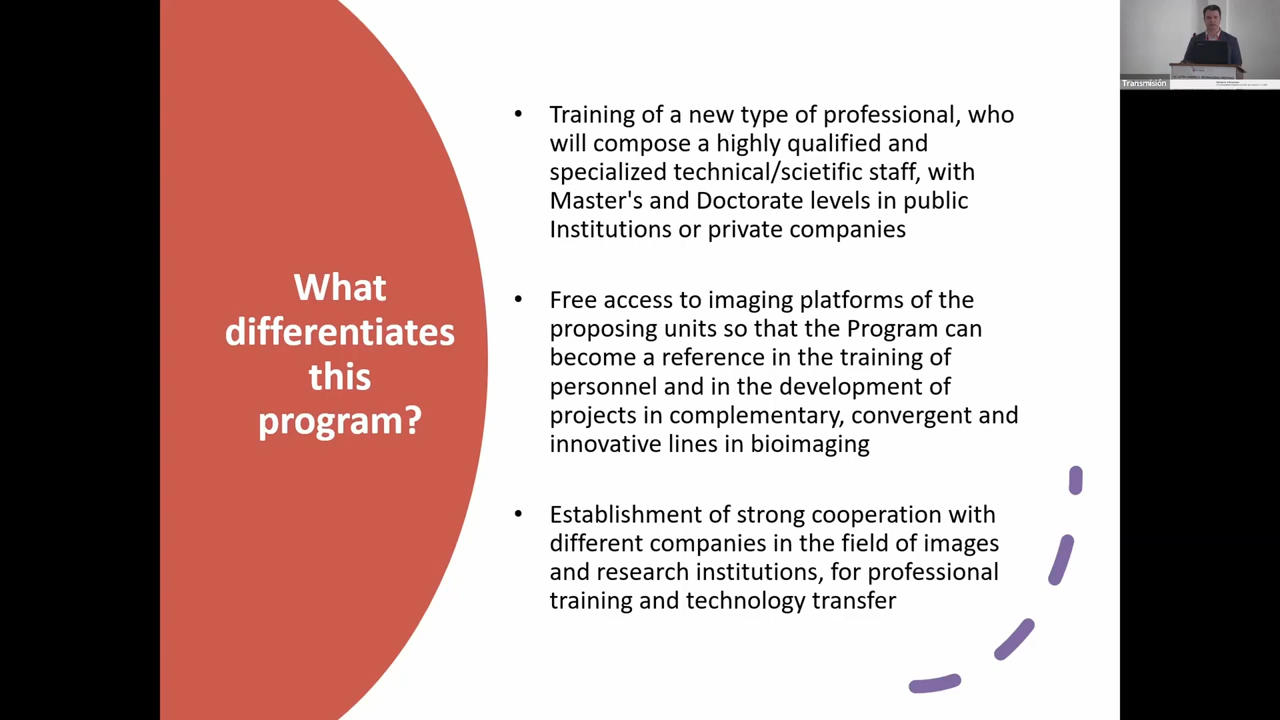 What
differentiates
this
program?
• Training of a new type of professional, who
will compose a highly qualified and
specialized technical/scietific staff, with
Master's and Doctorate levels in public
Institutions or private companies
• Free access to imaging platforms of the
proposing units so that the Program can
become a reference in the training of
personnel and in the development of
projects in complementary, convergent and
innovative lines in bioimaging
• Establishment of strong cooperation with
different companies in the field of images
and research institutions, for professional
training and technology transfer
Transmisión